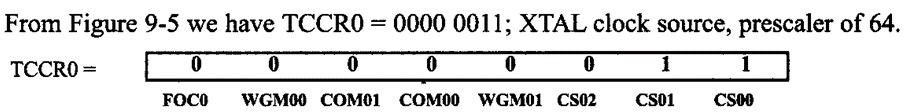 From Figure 9-5 we have TCCR0 = 0000 0011; XTAL clock source, prescaler of 64.
TCCR0 = 0 0 0 0 0 0 1 1
FOC0 WGM00 COM01 COM00 WGM01 CS02 CS01 CS00